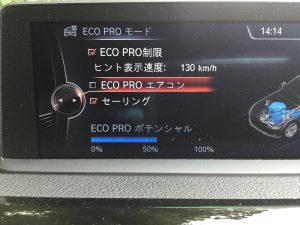 ECO PRO モード
14:14
ECO PRO制限
ヒント表示速度: 130 km/h
ECO PRO エアコン
セーリング
ECO PRO ポテンシャル
0% 50% 100%